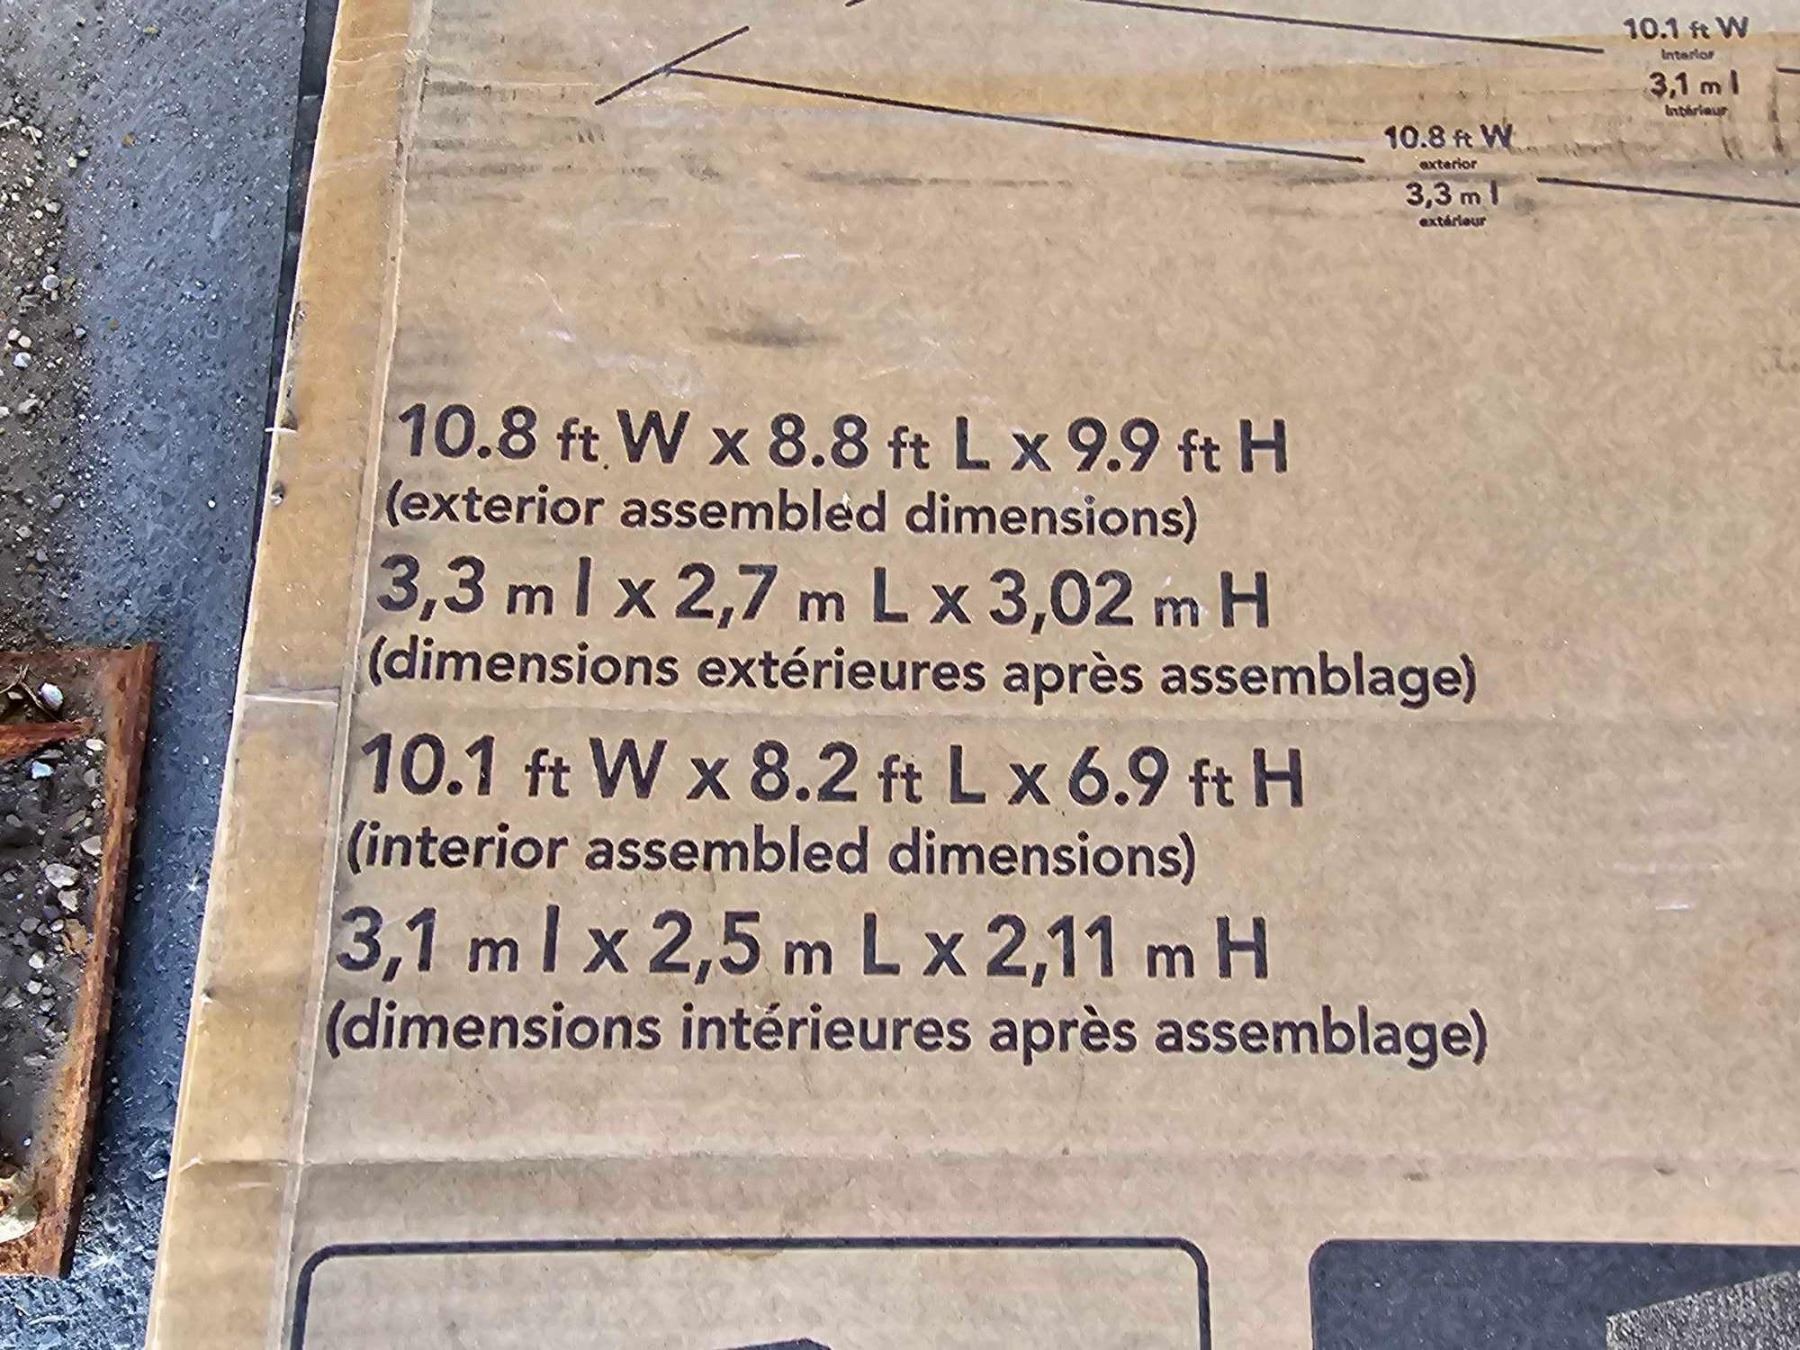 10.1 ft W
interior
3,1 m l
intérieur
10.8 ft W
exterior
3,3 m l
extérieur
10.8 ft W x 8.8 ft L x 9.9 ft H
(exterior assembled dimensions)
3,3 m l x 2,7 m L x 3,02 m H
(dimensions extérieures après assemblage)
10.1 ft W x 8.2 ft L x 6.9 ft H
(interior assembled dimensions)
3,1 m l x 2,5 m L x 2,11 m H
(dimensions intérieures après assemblage)